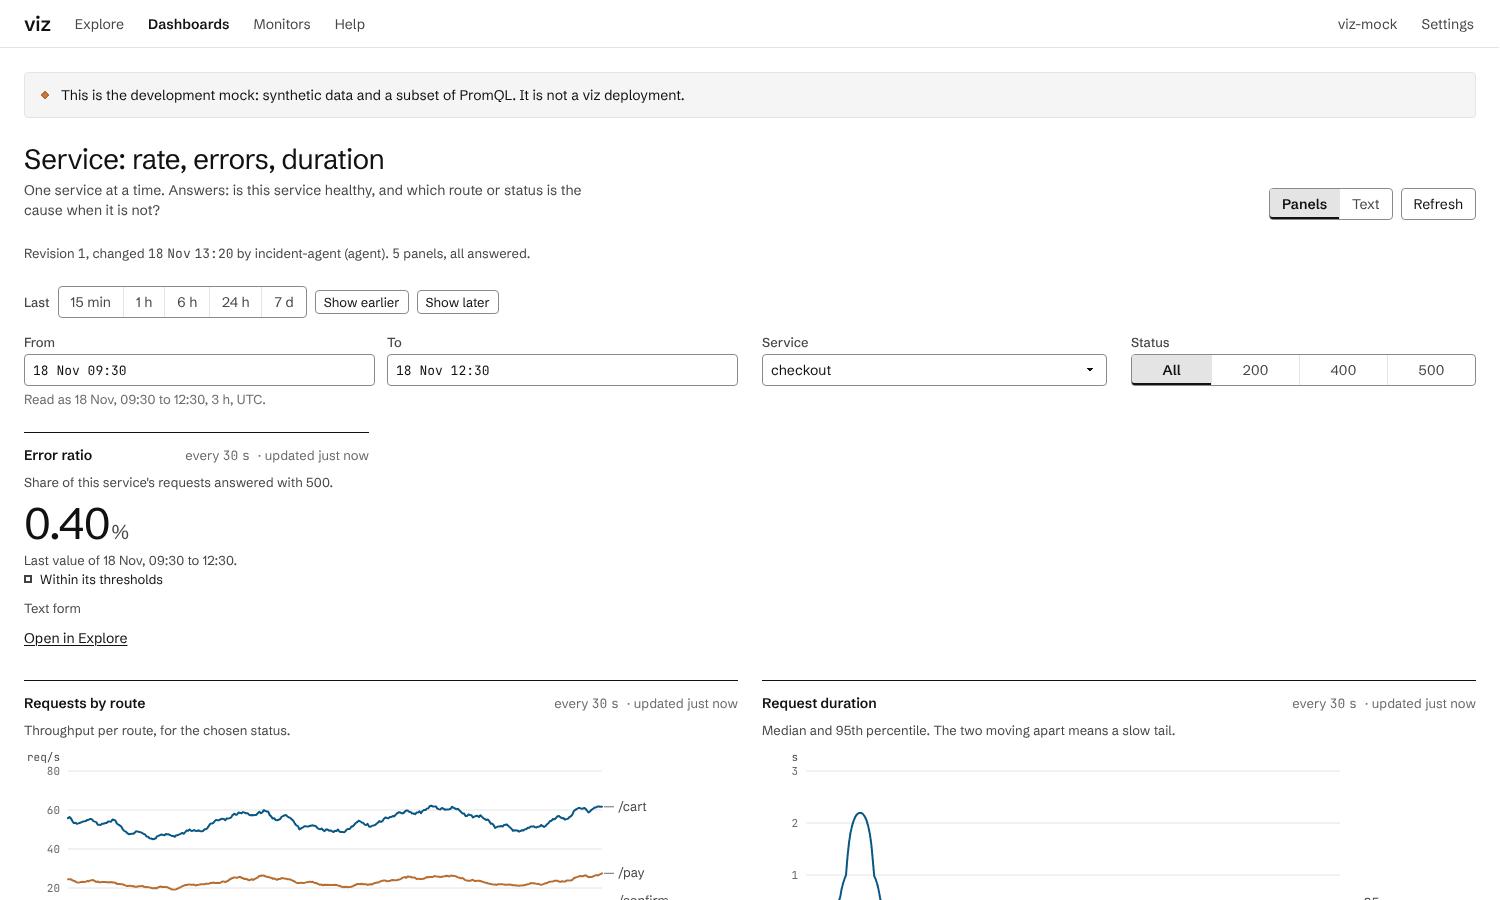 viz Explore Dashboards Monitors Help viz-mock Settings
This is the development mock: synthetic data and a subset of PromQL. It is not a viz deployment.
Service: rate, errors, duration
One service at a time. Answers: is this service healthy, and which route or status is the
cause when it is not?
Panels Text Refresh
Revision 1, changed 18 Nov 13:20 by incident-agent (agent). 5 panels, all answered.
Last 15 min 1 h 6 h 24 h 7 d Show earlier Show later
From To Service Status
18 Nov 09:30 18 Nov 12:30 checkout All 200 400 500
Read as 18 Nov, 09:30 to 12:30, 3 h, UTC.
Error ratio every 30 s · updated just now
Share of this service's requests answered with 500.
0.40%
Last value of 18 Nov, 09:30 to 12:30.
Within its thresholds
Text form
Open in Explore
Requests by route every 30 s · updated just now
Throughput per route, for the chosen status.
req/s
80
60
40
20
/cart
/pay
Request duration every 30 s · updated just now
Median and 95th percentile. The two moving apart means a slow tail.
s
3
2
1